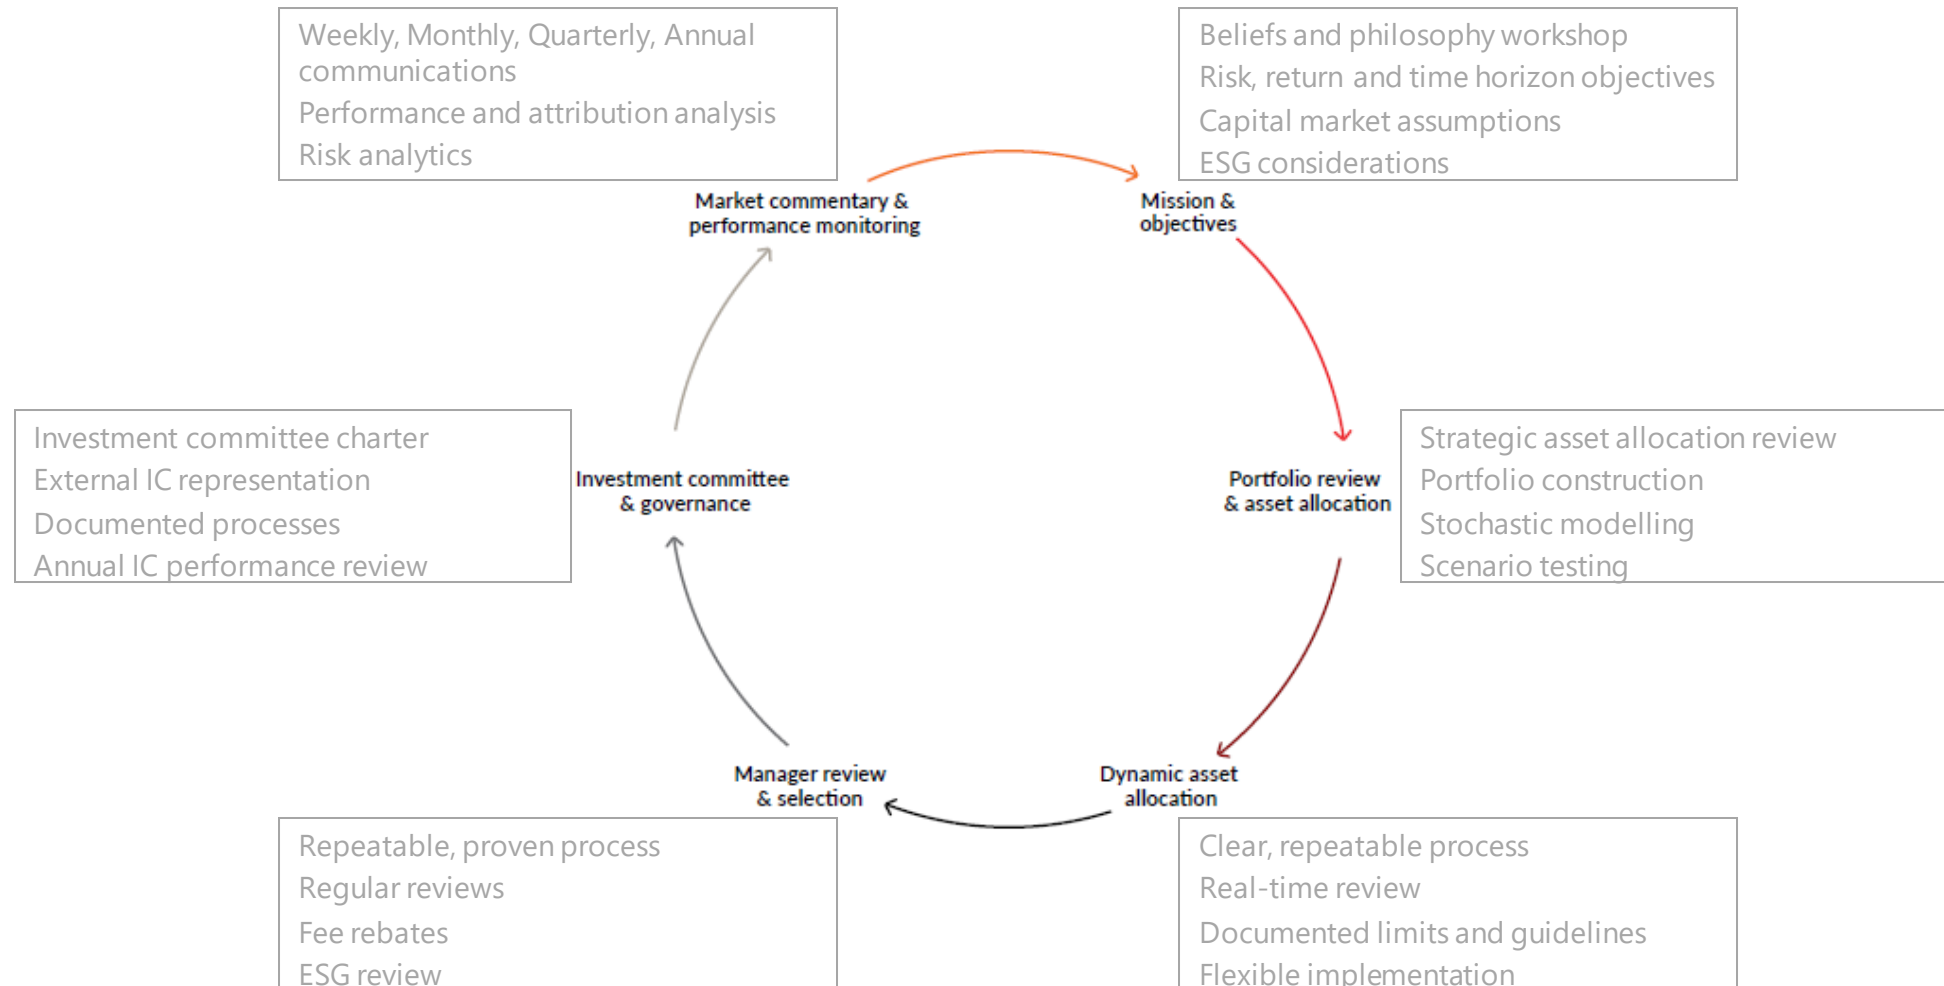 Weekly, Monthly, Quarterly, Annual
communications
Performance and attribution analysis
Risk analytics
Beliefs and philosophy workshop
Risk, return and time horizon objectives
Capital market assumptions
ESG considerations
Market commentary &
performance monitoring
Mission &
objectives
Investment committee charter
External IC representation
Documented processes
Annual IC performance review
Investment committee
& governance
Portfolio review
& asset allocation
Strategic asset allocation review
Portfolio construction
Stochastic modelling
Scenario testing
Manager review
& selection
Dynamic asset
allocation
Repeatable, proven process
Regular reviews
Fee rebates
ESG review
Clear, repeatable process
Real-time review
Documented limits and guidelines
Flexible implementation